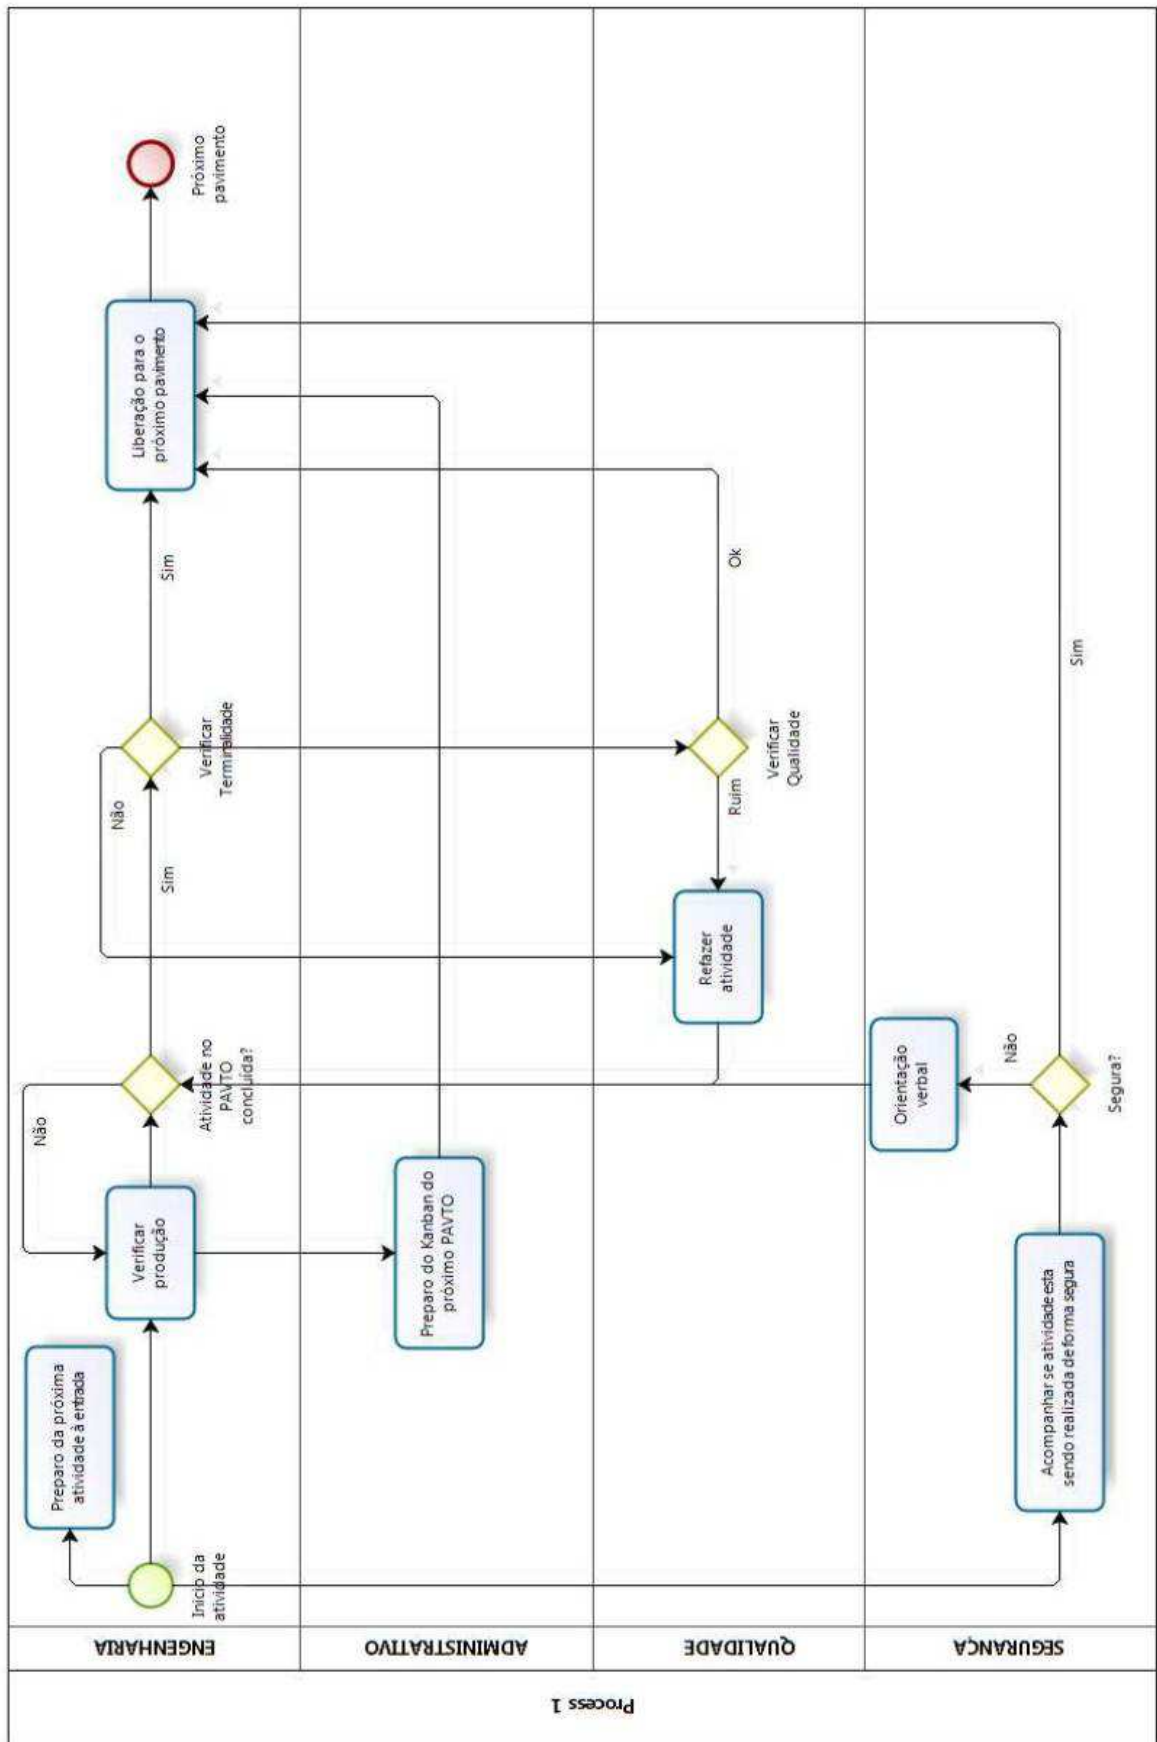 Process 1
ENGENHARIA
Início da
atividade
Preparo da próxima
atividade à entrada
Verificar
produção
Não
Atividade no
PAVTO
concluída?
Sim
Não
Verificar
Terminalidade
Sim
Liberação para o
próximo pavimento
Próximo
pavimento
ADMINISTRATIVO
Preparo do Kanban do
próximo PAVTO
QUALIDADE
Refazer
atividade
Ruim
Verificar
Qualidade
Ok
SEGURANÇA
Acompanhar se atividade esta
sendo realizada de forma segura
Orientação
verbal
Não
Segura?
Sim